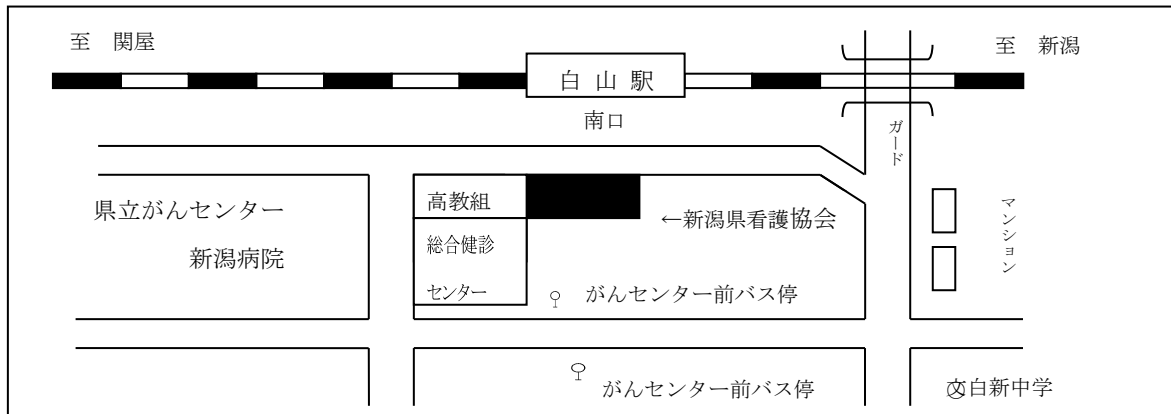 至 関屋
至 新潟
白山駅
南口
ガード
高教組
県立がんセンター
新潟病院
←新潟県看護協会
マンション
総合健診
センター
がんセンター前バス停
がんセンター前バス停
文白新中学